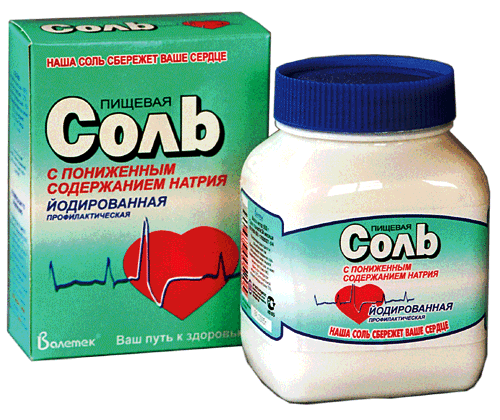 НАША СОЛЬ СБЕРЕЖЕТ ВАШЕ СЕРДЦЕ
ПИЩЕВАЯ
Соль
С ПОНИЖЕННЫМ
СОДЕРЖАНИЕМ НАТРИЯ
ЙОДИРОВАННАЯ
ПРОФИЛАКТИЧЕСКАЯ
Валетек
Ваш путь к здоровью
ПИЩЕВАЯ
Соль
С ПОНИЖЕННЫМ
СОДЕРЖАНИЕМ НАТРИЯ
ЙОДИРОВАННАЯ
ПРОФИЛАКТИЧЕСКАЯ
НАША СОЛЬ СБЕРЕЖЕТ ВАШЕ СЕРДЦЕ